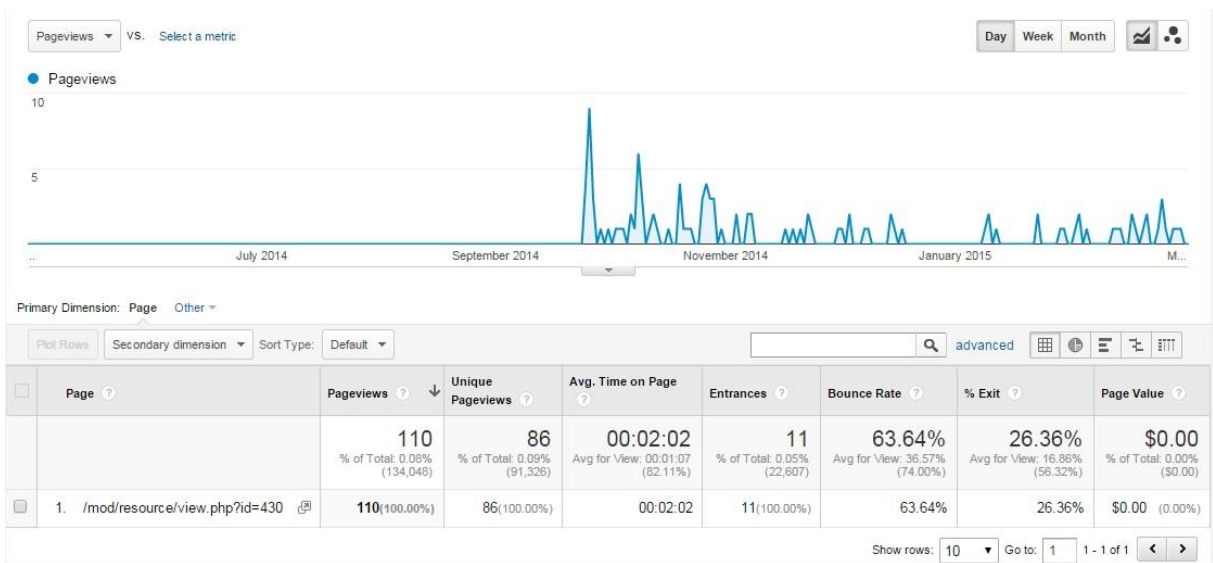 Pageviews VS. Select a metric Day Week Month
Pageviews
10
5
.. July 2014 September 2014 November 2014 January 2015 M...
Primary Dimension: Page Other
Plot Rows Secondary dimension Sort Type: Default advanced
Page ? Pageviews ? Unique Pageviews ? Avg. Time on Page ? Entrances ? Bounce Rate ? % Exit ? Page Value ?
110 86 00:02:02 11 63.64% 26.36% $0.00
% of Total: 0.08% % of Total: 0.09% Avg for View: 00:01:07 % of Total: 0.05% Avg for View: 36.57% Avg for View: 16.86% % of Total: 0.00%
(134,048) (91,326) (82.11%) (22,607) (74.00%) (56.32%) ($0.00)
1. /mod/resource/view.php?id=430 110(100.00%) 86(100.00%) 00:02:02 11(100.00%) 63.64% 26.36% $0.00 (0.00%)
Show rows: 10 Go to: 1 1 - 1 of 1